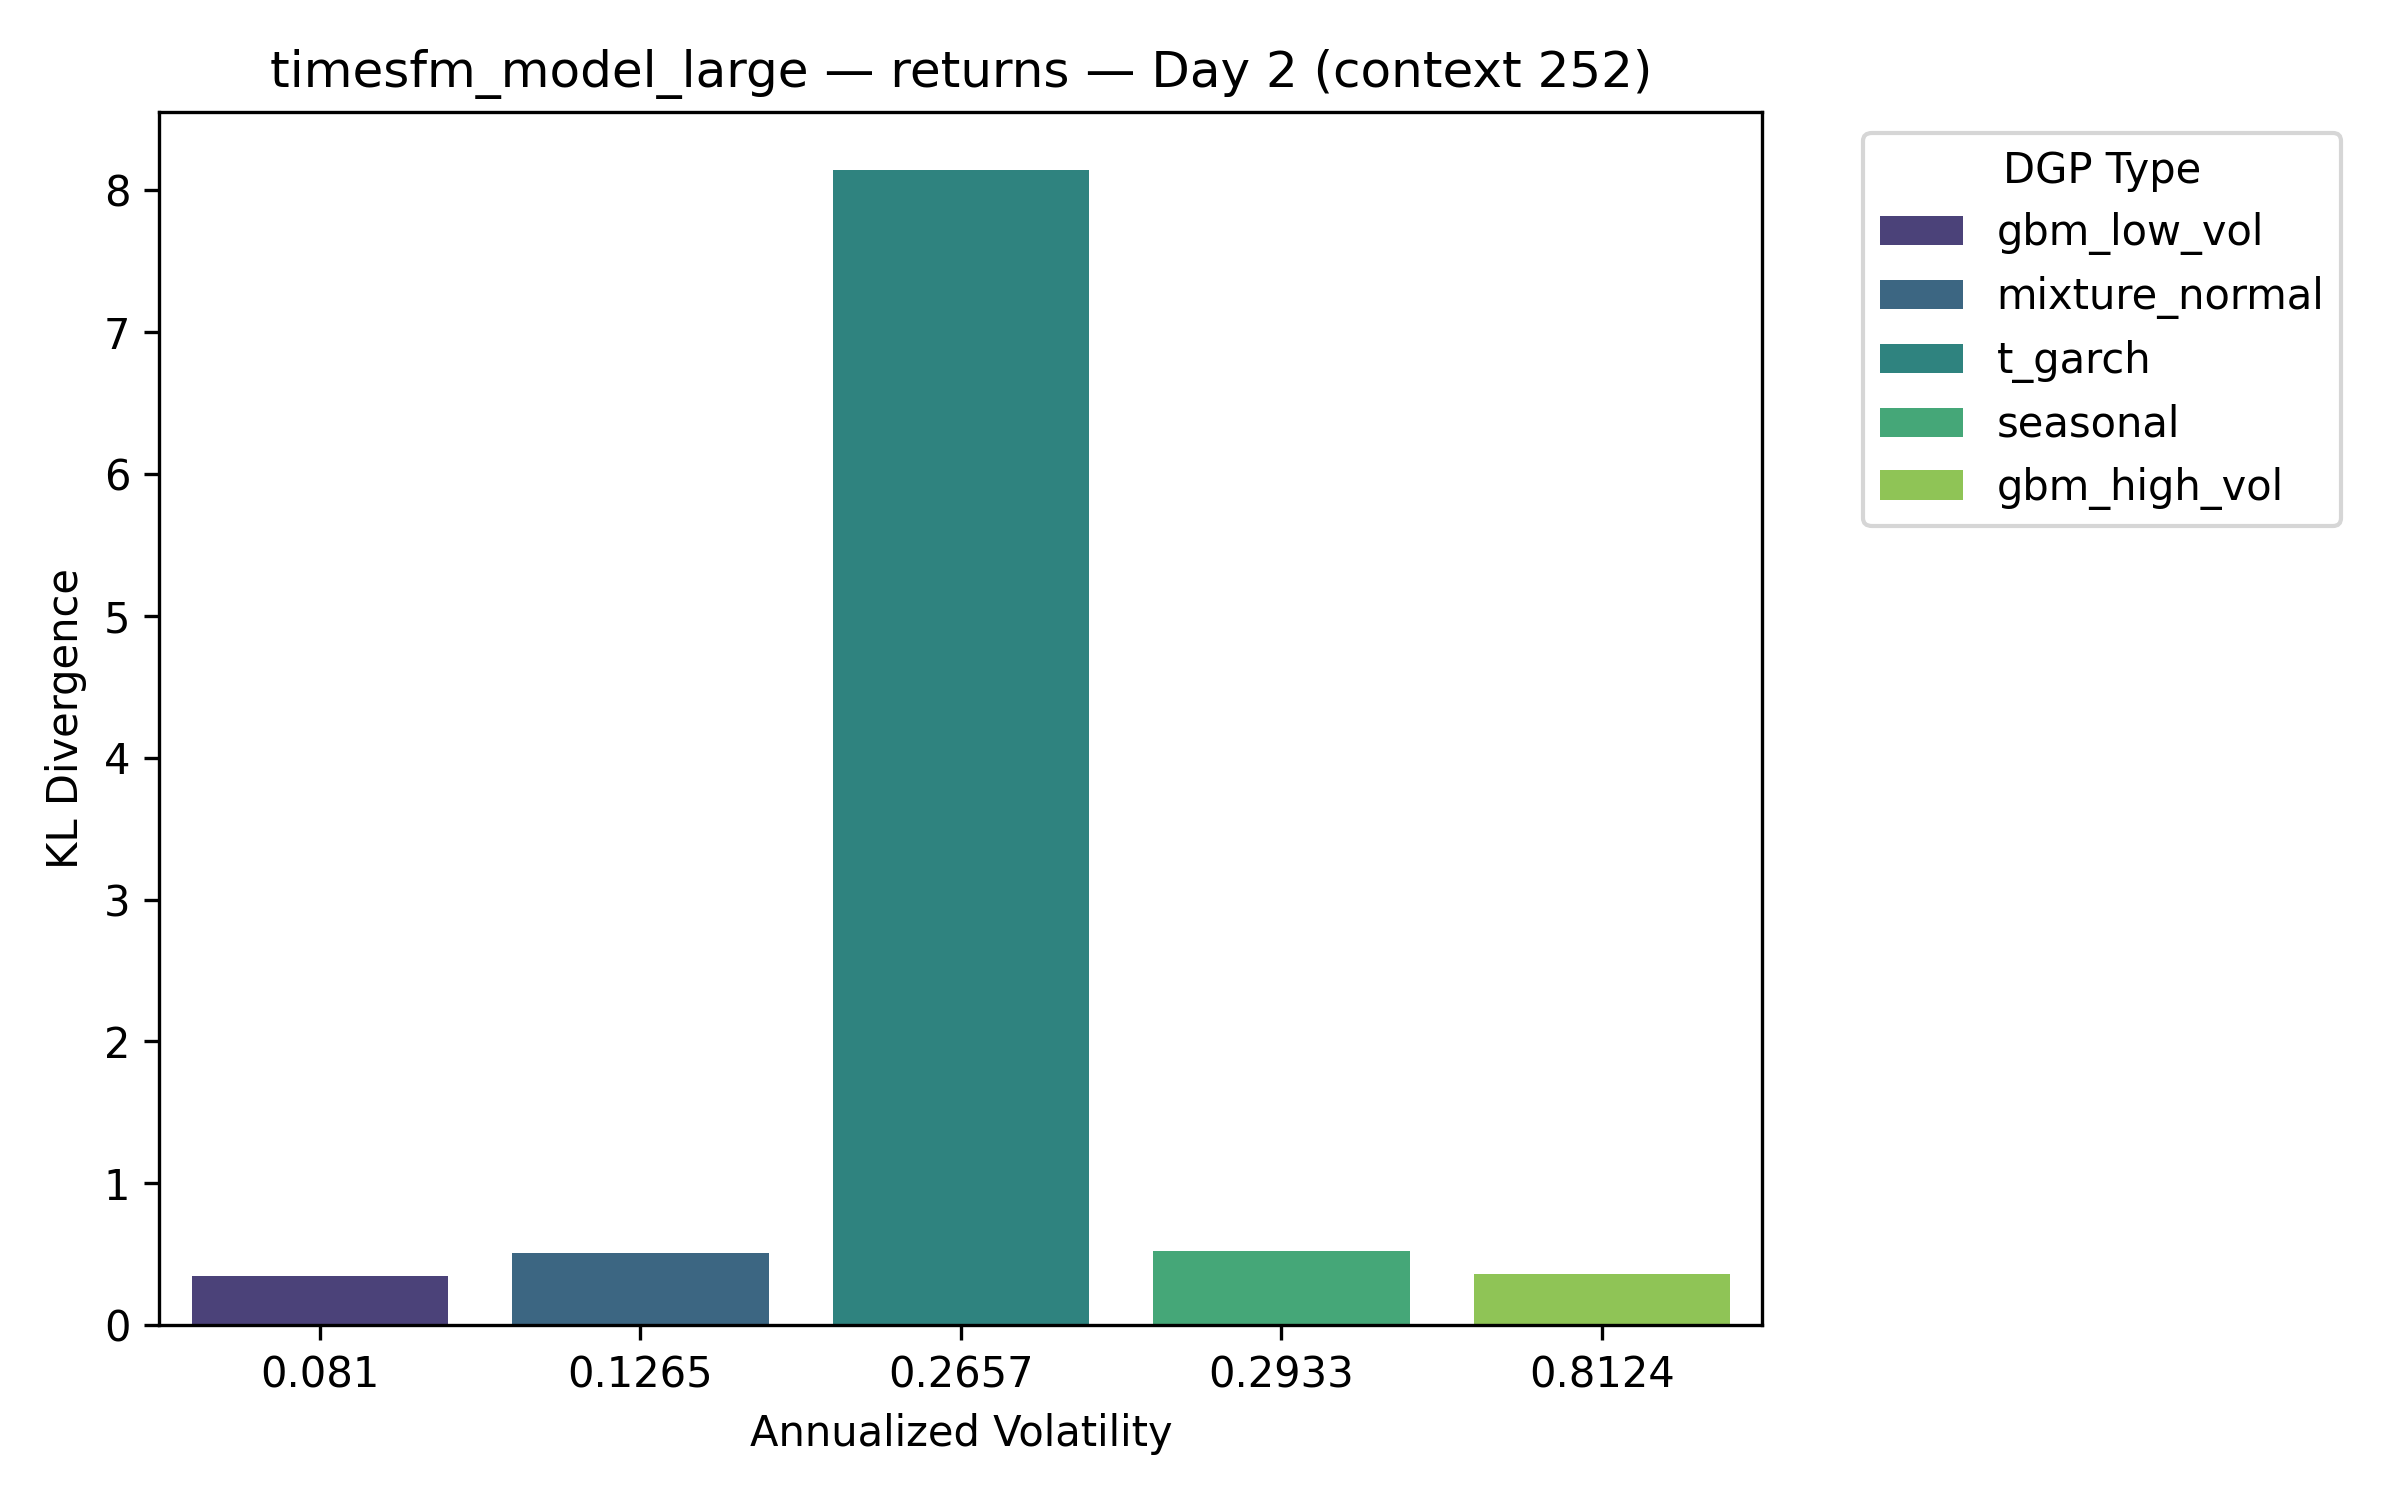 timesfm_model_large — returns — Day 2 (context 252)
DGP Type
gbm_low_vol
mixture_normal
t_garch
seasonal
gbm_high_vol
KL Divergence
8
7
6
5
4
3
2
1
0
0.081 0.1265 0.2657 0.2933 0.8124
Annualized Volatility